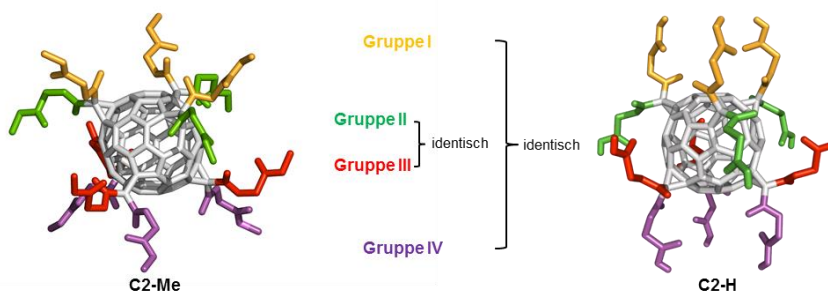 Gruppe I
Gruppe II
identisch
identisch
Gruppe III
Gruppe IV
C2-Me
C2-H